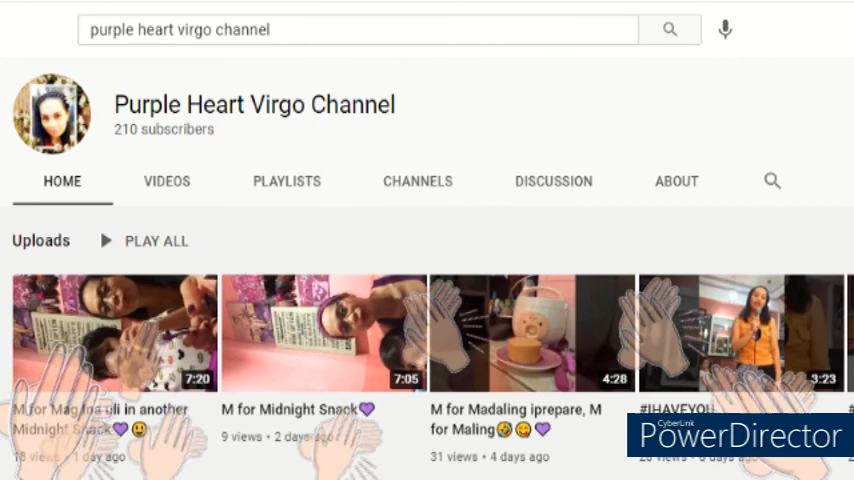 purple heart virgo channel
Purple Heart Virgo Channel
210 subscribers
HOME VIDEOS PLAYLISTS CHANNELS DISCUSSION ABOUT
Uploads PLAY ALL
7:20 7:05 4:28 3:23
M for Mag ina uli in another
Midnight Snack💜😃
18 views • 1 day ago
M for Midnight Snack💜
9 views • 2 days ago
M for Madaling iprepare, M
for Maling🤣😋💜
31 views • 4 days ago
#IHAVEYOU
views • 6 days ago
CyberLink
PowerDirector